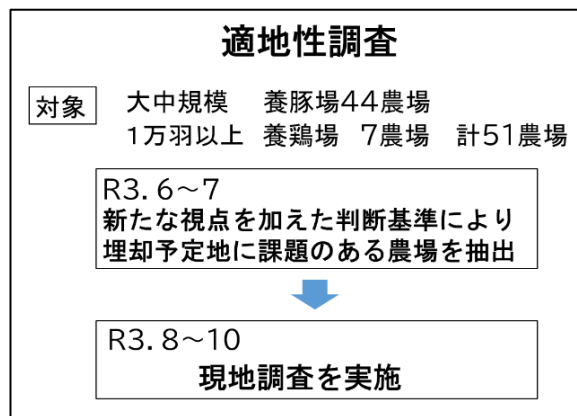 適地性調査
対象 大中規模 養豚場44農場
1万羽以上 養鶏場 7農場 計51農場
R3.6～7
新たな視点を加えた判断基準により
埋却予定地に課題のある農場を抽出
R3.8～10
現地調査を実施